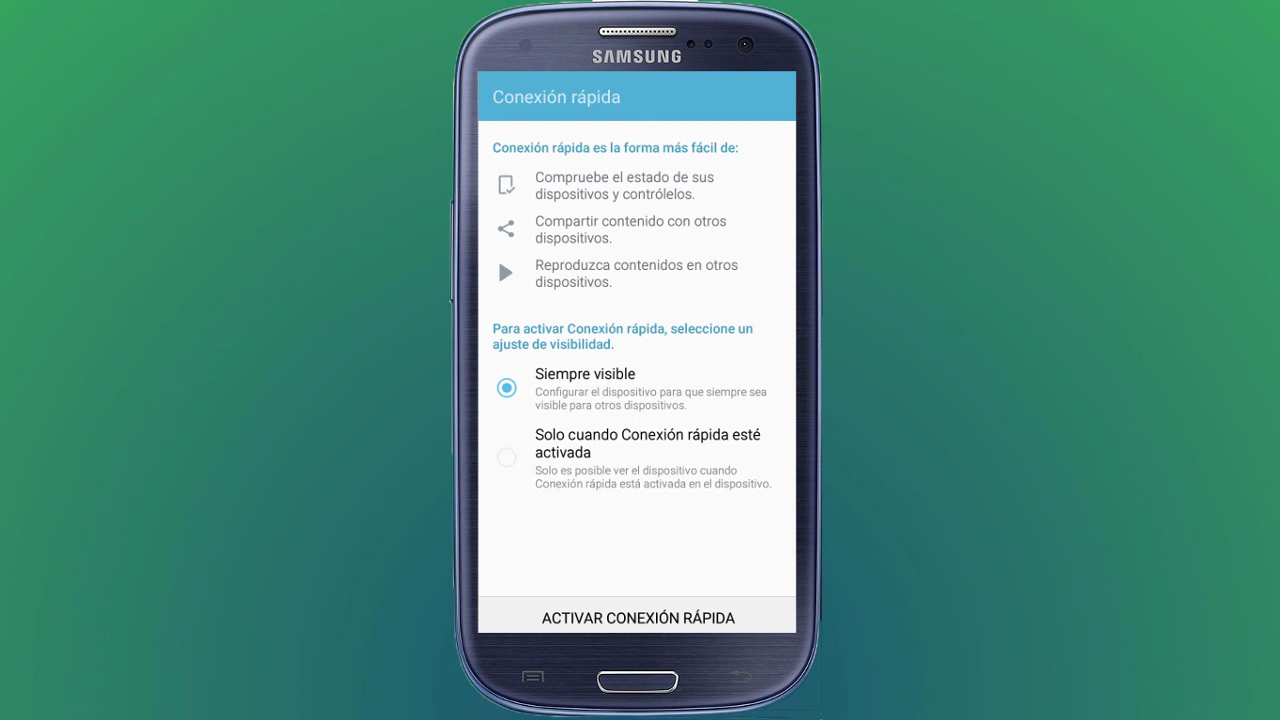 SAMSUNG
Conexión rápida
Conexión rápida es la forma más fácil de:
Compruebe el estado de sus
dispositivos y contrólelos.
Compartir contenido con otros
dispositivos.
Reproduzca contenidos en otros
dispositivos.
Para activar Conexión rápida, seleccione un
ajuste de visibilidad.
Siempre visible
Configurar el dispositivo para que siempre sea
visible para otros dispositivos.
Solo cuando Conexión rápida esté
activada
Solo es posible ver el dispositivo cuando
Conexión rápida está activada en el dispositivo.
ACTIVAR CONEXIÓN RÁPIDA